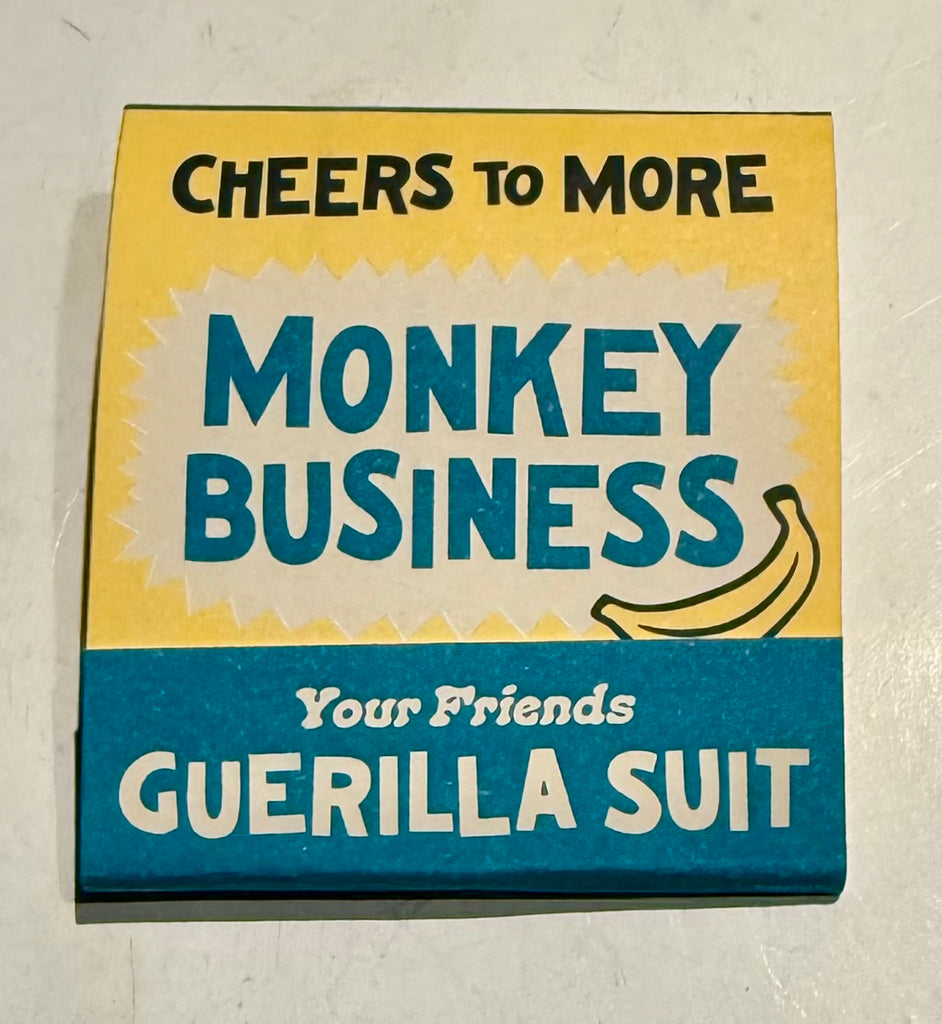 CHEERS TO MORE
MONKEY
BUSINESS
Your Friends
GUERILLA SUIT